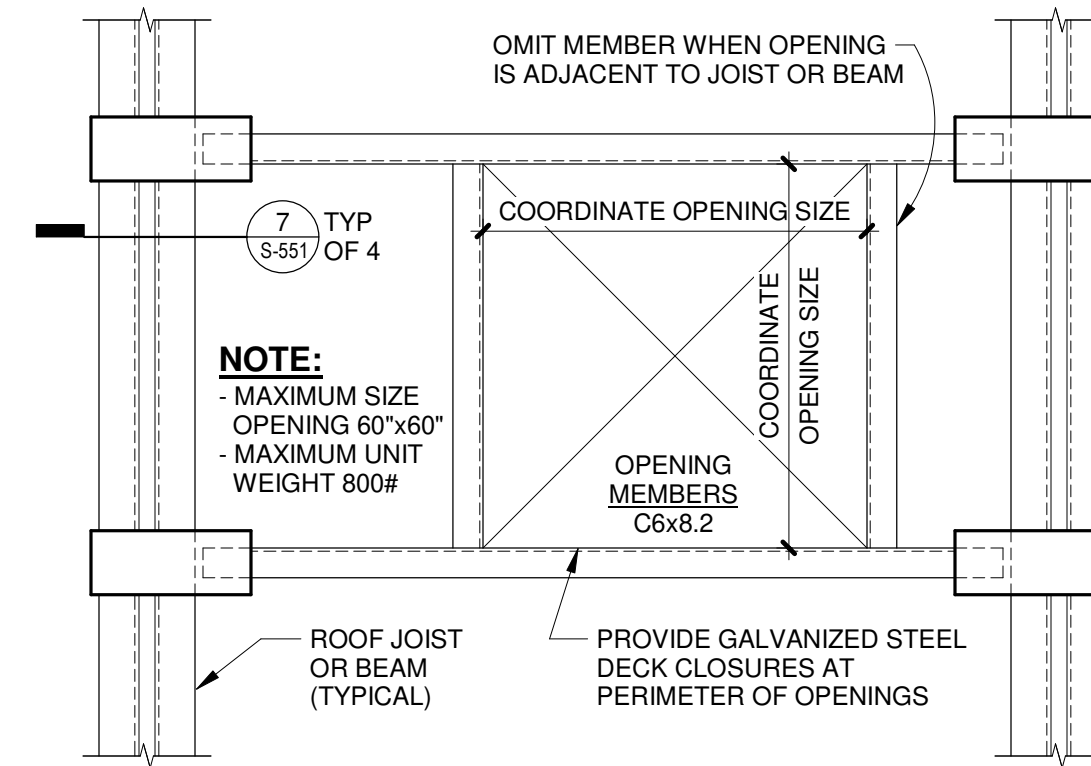 OMIT MEMBER WHEN OPENING
IS ADJACENT TO JOIST OR BEAM
COORDINATE OPENING SIZE
7
S-551
TYP
OF 4
COORDINATE
OPENING SIZE
NOTE:
- MAXIMUM SIZE
OPENING 60"x60"
- MAXIMUM UNIT
WEIGHT 800#
OPENING
MEMBERS
C6x8.2
ROOF JOIST
OR BEAM
(TYPICAL)
PROVIDE GALVANIZED STEEL
DECK CLOSURES AT
PERIMETER OF OPENINGS